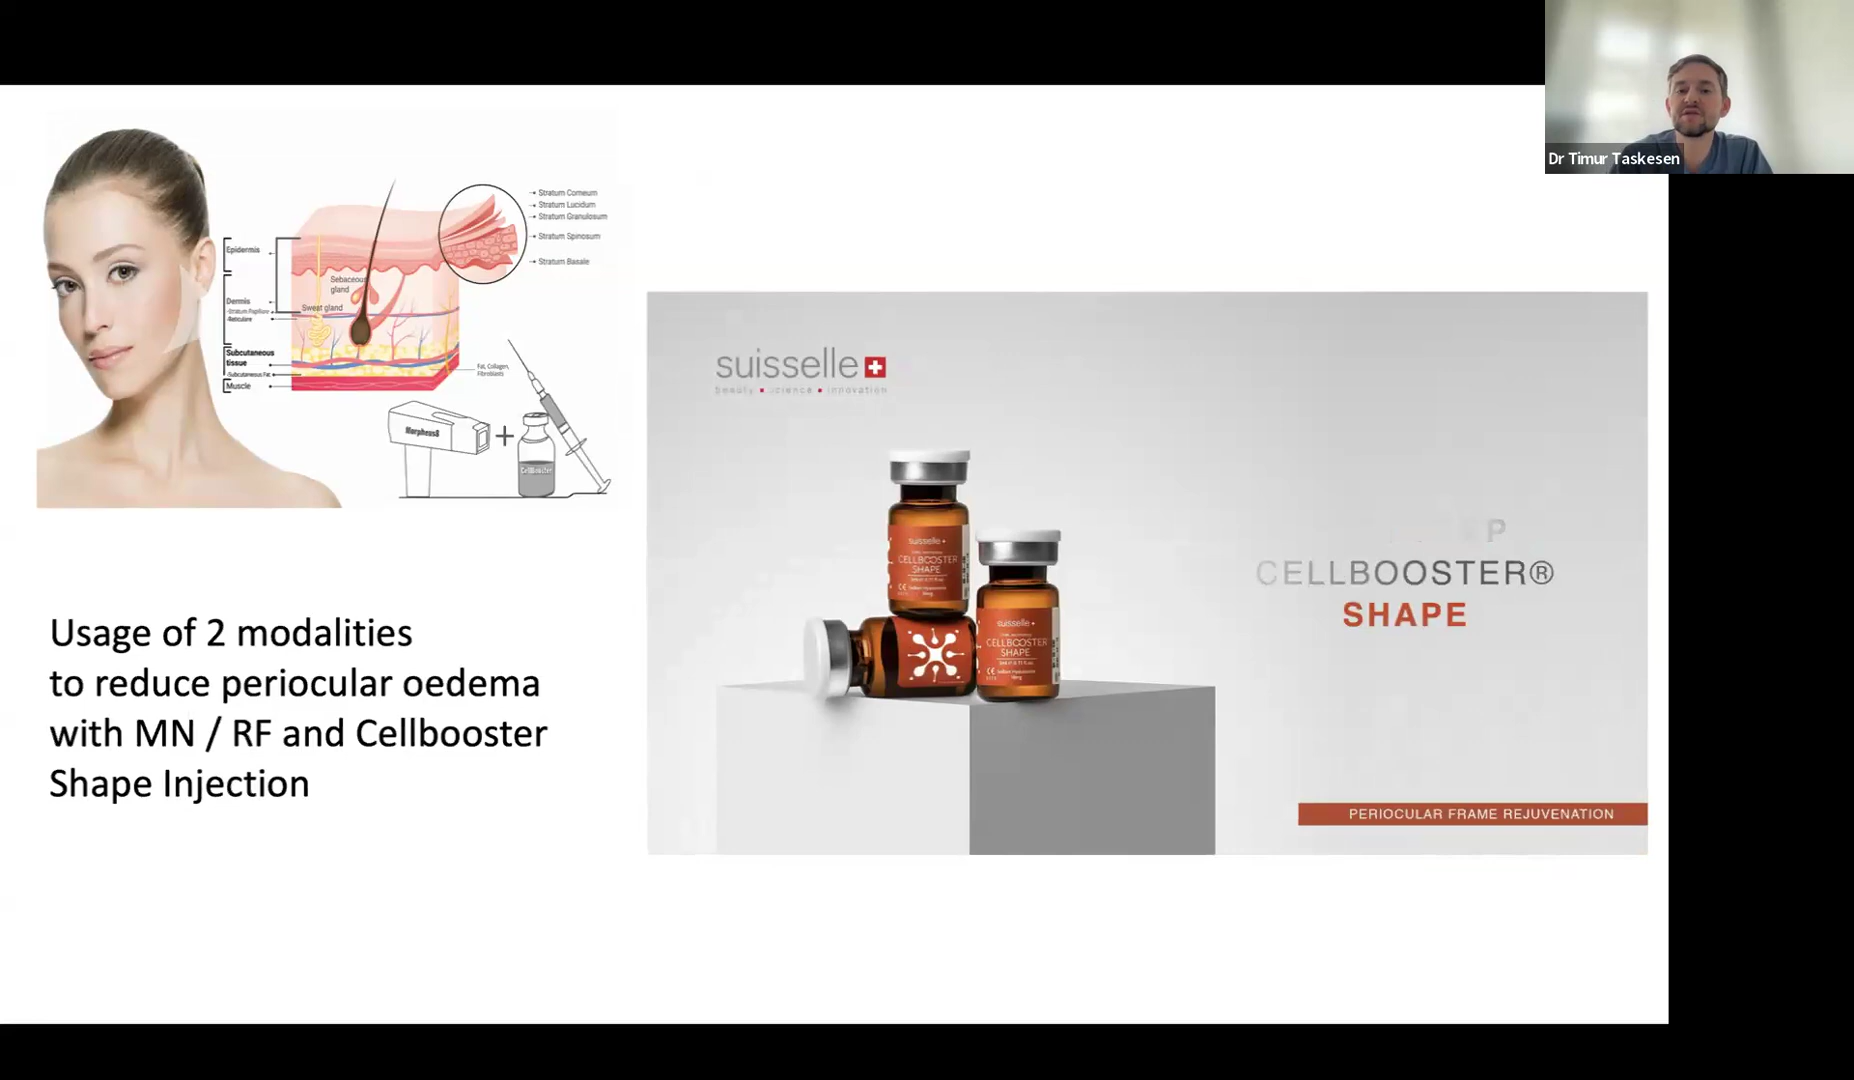 Dr Timur Taskesen
Stratum Corneum
Stratum Lucidum
Stratum Granulosum
Stratum Spinosum
Stratum Basale
Epidermis
Sebaceous
gland
Dermis
-Stratum Papillare
-Reticulare
Sweat gland
Subcutaneous
tissue
-Subcutaneous Fat
Muscle
Fat, Collagen,
Fibroblasts
Morpheus8
+
CellBooster
Usage of 2 modalities
to reduce periocular oedema
with MN / RF and Cellbooster
Shape Injection
suisselle
beauty science innovation
suisselle
CELLBOOSTER
SHAPE
suisselle
CELLBOOSTER
SHAPE
P
CELLBOOSTER®
SHAPE
PERIOCULAR FRAME REJUVENATION